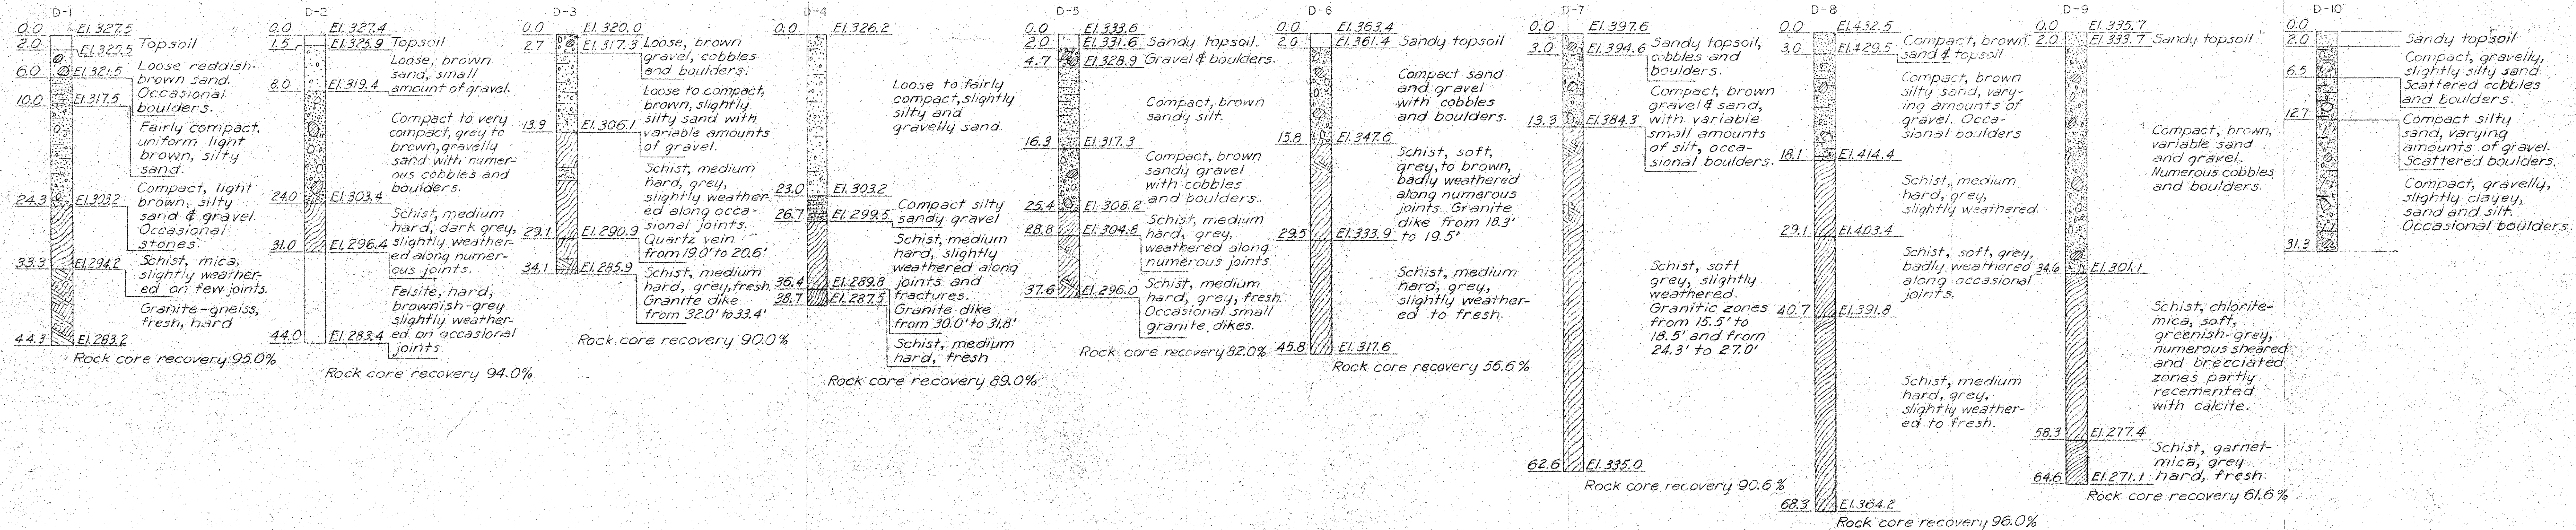 D-1
0.0 El.327.5
2.0 El.325.5 Topsoil
6.0 El.321.5 Loose reddish-
brown sand.
Occasional
boulders.
10.0 El.317.5
Fairly compact,
uniform light
brown, silty
sand.
Compact, light
brown, silty
sand & gravel.
Occasional
stones.
24.3 El.303.2
Schist, mica,
slightly weather-
ed on few joints.
33.3 El.294.2
Granite-gneiss,
fresh, hard
44.3 El.283.2
Rock core recovery 95.0%
D-2
0.0 El.327.4
1.5 El.325.9 Topsoil
Loose, brown
sand, small
amount of gravel.
8.0 El.319.4
Compact to very
compact, grey to
brown, gravelly
sand with numer-
ous cobbles and
boulders.
24.0 El.303.4
Schist, medium
hard, dark grey,
slightly weather-
ed along numer-
ous joints.
31.0 El.296.4
Felsite, hard,
brownish-grey
slightly weather-
ed on occasional
joints.
44.0 El.283.4
Rock core recovery 94.0%
D-3
0.0 El.320.0
2.7 El.317.3 Loose, brown
gravel, cobbles
and boulders.
Loose to compact,
brown, slightly
silty sand with
variable amounts
of gravel.
13.9 El.306.1
Schist, medium
hard, grey,
slightly weather-
ed along occa-
sional joints.
Quartz vein
from 19.0' to 20.6'
29.1 El.290.9
Schist, medium
hard, grey, fresh
Granite dike
from 32.0' to 33.4'
34.1 El.285.9
Rock core recovery 90.0%
D-4
0.0 El.326.2
Loose to fairly
compact, slightly
silty and
gravelly sand
23.0 El.303.2
Compact silty
sandy gravel
26.7 El.299.5
Schist, medium
hard, slightly
weathered along
joints and
fractures.
Granite dike
from 30.0' to 31.8'
36.4 El.289.8
38.7 El.287.5
Schist, medium
hard, fresh
Rock core recovery 89.0%
D-5
0.0 El.333.6
2.0 El.331.6 Sandy topsoil.
4.7 El.328.9 Gravel & boulders.
Compact, brown
sandy silt.
16.3 El.317.3
Compact, brown
sandy gravel
with cobbles
and boulders.
25.4 El.308.2
Schist, medium
hard, grey,
weathered along
numerous joints
28.8 El.304.8
Schist, medium
hard, grey, fresh
Occasional small
granite dikes.
37.6 El.296.0
Rock core recovery 82.0%
D-6
0.0 El.363.4
2.0 El.361.4 Sandy topsoil
Compact sand
and gravel
with cobbles
and boulders.
15.8 El.347.6
Schist, soft,
grey, to brown,
badly weathered
along numerous
joints. Granite
dike from 18.3'
to 19.5'
29.5 El.333.9
Schist, medium
hard, grey,
slightly weather-
ed to fresh.
45.8 El.317.6
Rock core recovery 56.6%
D-7
0.0 El.397.6
3.0 El.394.6 Sandy topsoil,
cobbles and
boulders.
Compact, brown
gravel & sand,
with variable
small amounts
of silt, occa-
sional boulders.
13.3 El.384.3
Schist, soft
grey, slightly
weathered.
Granitic zones
from 15.5' to
18.5' and from
24.3' to 27.0'
62.6 El.335.0
Rock core recovery 90.6%
D-8
0.0 El.432.5
3.0 El.429.5 Compact, brown
sand & topsoil
Compact, brown
silty sand, vary-
ing amounts of
gravel. Occa-
sional boulders
18.1 El.414.4
Schist, medium
hard, grey,
slightly weathered.
29.1 El.403.4
Schist, soft, grey,
badly weathered
along occasional
joints.
40.7 El.391.8
Schist, medium
hard, grey,
slightly weather-
ed to fresh.
68.3 El.364.2
Rock core recovery 96.0%
D-9
0.0 El.335.7
2.0 El.333.7 Sandy topsoil
Compact, brown,
variable sand
and gravel.
Numerous cobbles
and boulders.
34.6 El.301.1
Schist, chlorite-
mica, soft,
greenish-grey,
numerous sheared
and brecciated
zones partly
recemented
with calcite.
58.3 El.277.4
Schist, garnet-
mica, grey
hard, fresh.
64.6 El.271.1
Rock core recovery 61.6%
D-10
0.0
2.0 Sandy topsoil
Compact, gravelly,
slightly silty sand.
Scattered cobbles
and boulders.
6.5
Compact silty
sand, varying
amounts of gravel.
Scattered boulders.
12.7
Compact, gravelly,
slightly clayey,
sand and silt.
Occasional boulders.
31.3